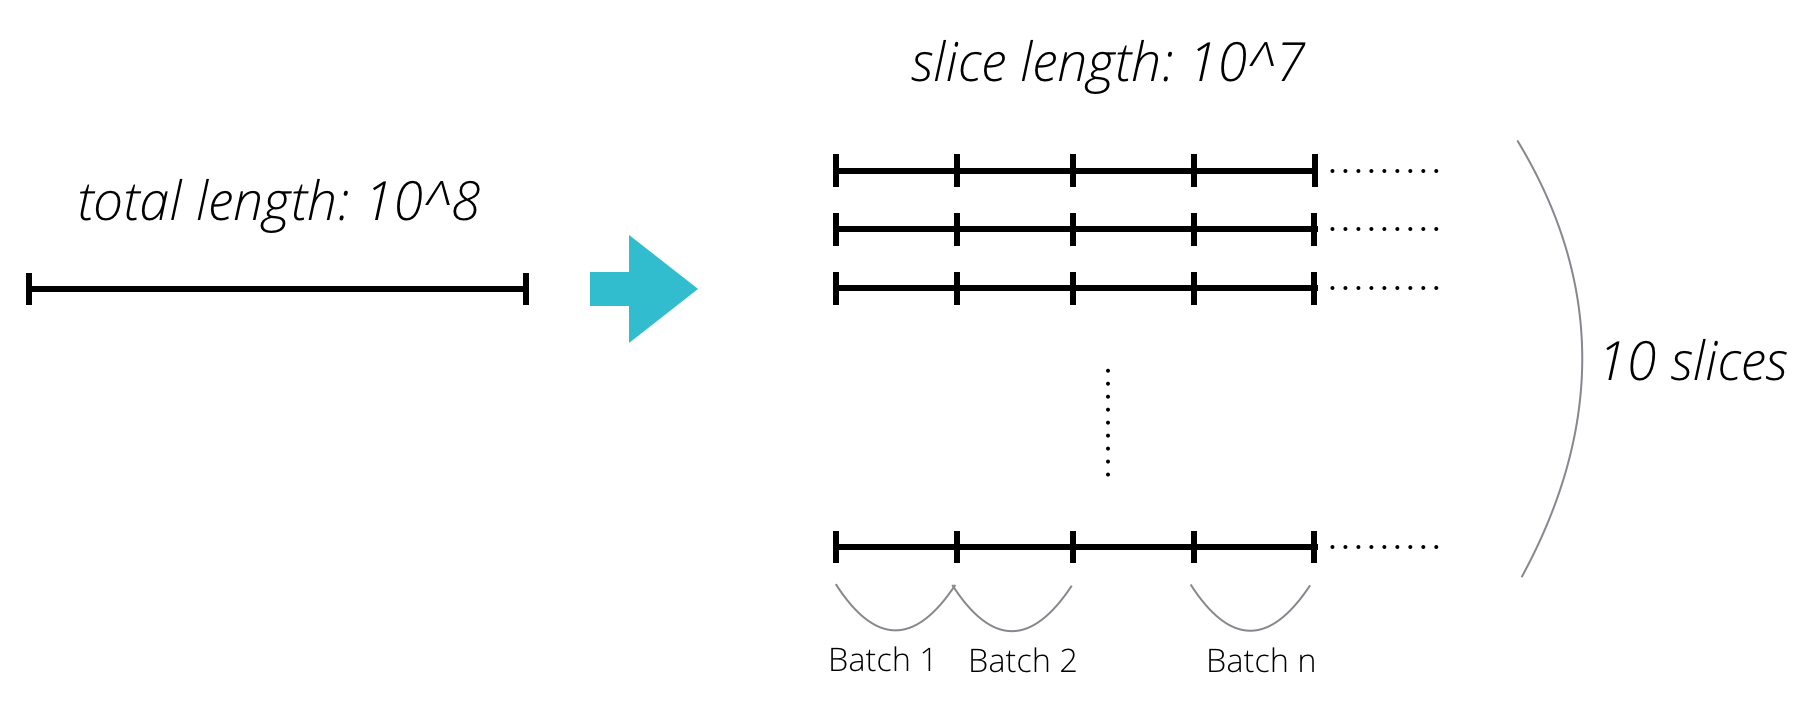 slice length: 10^7
total length: 10^8
10 slices
Batch 1
Batch 2
Batch n